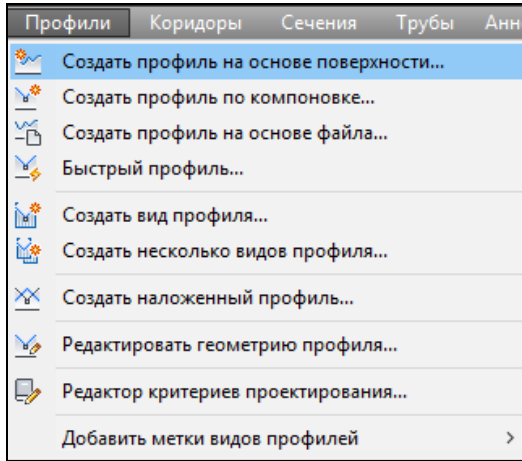 Профили Коридоры Сечения Трубы
Создать профиль на основе поверхности...
Создать профиль по компоновке...
Создать профиль на основе файла...
Быстрый профиль...
Создать вид профиля...
Создать несколько видов профиля...
Создать наложенный профиль...
Редактировать геометрию профиля...
Редактор критериев проектирования...
Добавить метки видов профилей